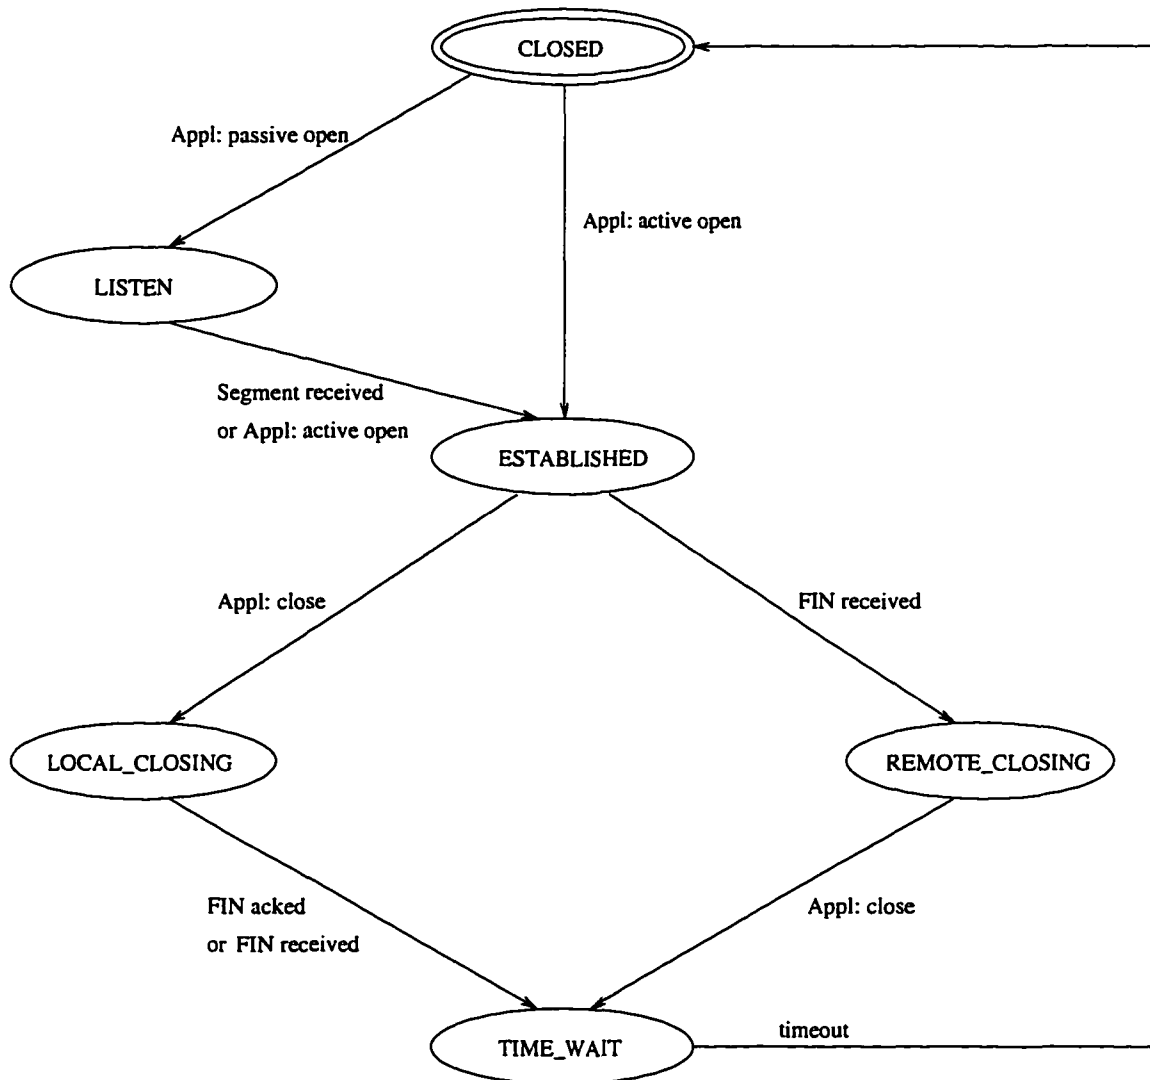 CLOSED
Appl: passive open
Appl: active open
LISTEN
Segment received
or Appl: active open
ESTABLISHED
Appl: close
FIN received
LOCAL_CLOSING
REMOTE_CLOSING
FIN acked
or FIN received
Appl: close
timeout
TIME_WAIT